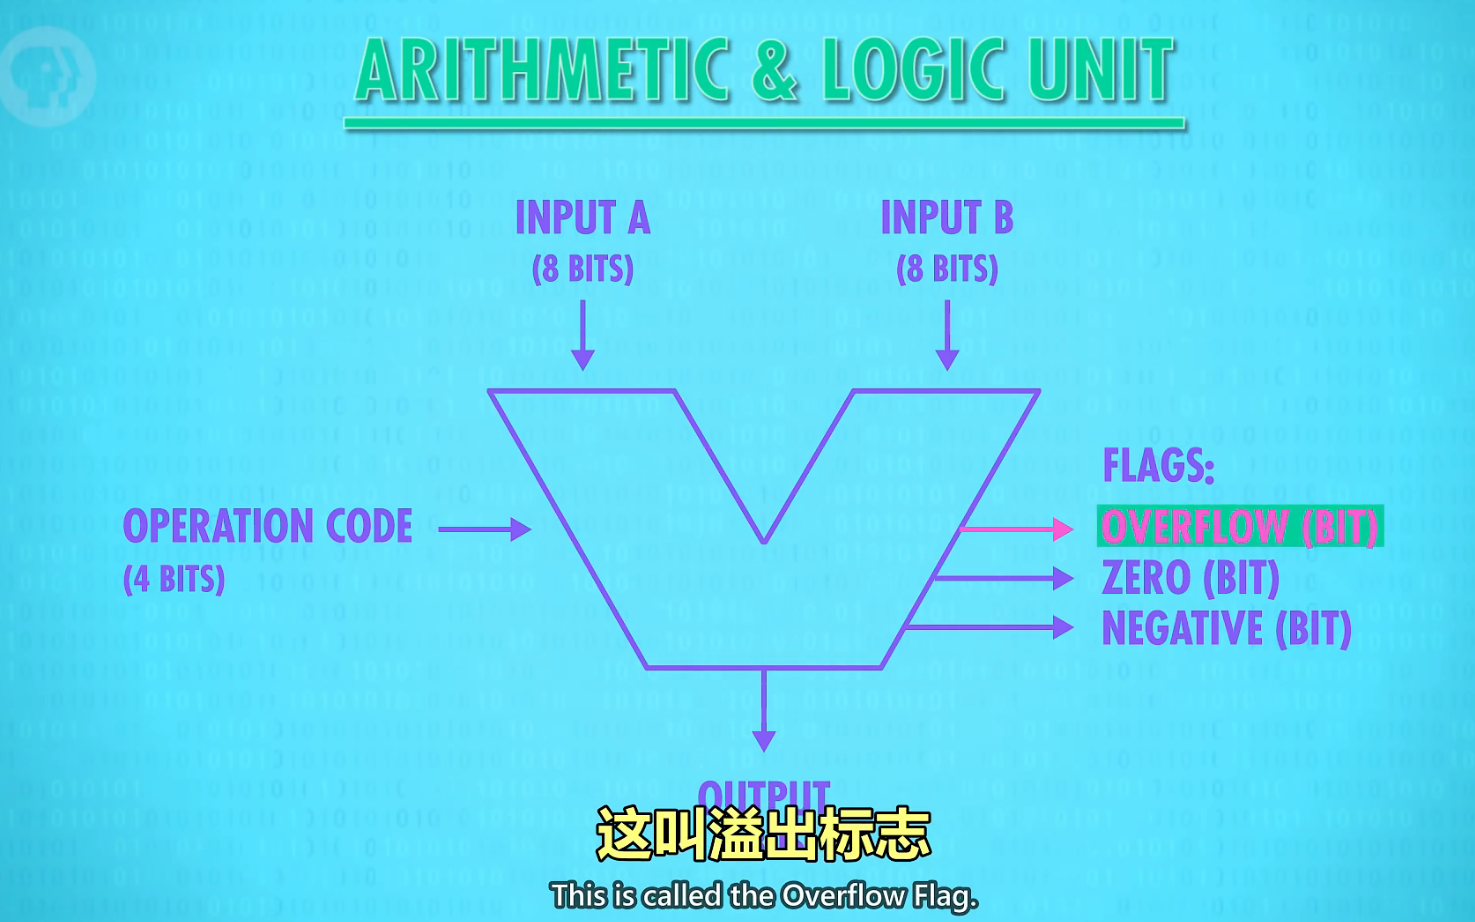 ARITHMETIC & LOGIC UNIT
INPUT A
(8 BITS)
INPUT B
(8 BITS)
OPERATION CODE
(4 BITS)
FLAGS:
OVERFLOW (BIT)
ZERO (BIT)
NEGATIVE (BIT)
OUTPUT
这叫溢出标志
This is called the Overflow Flag.